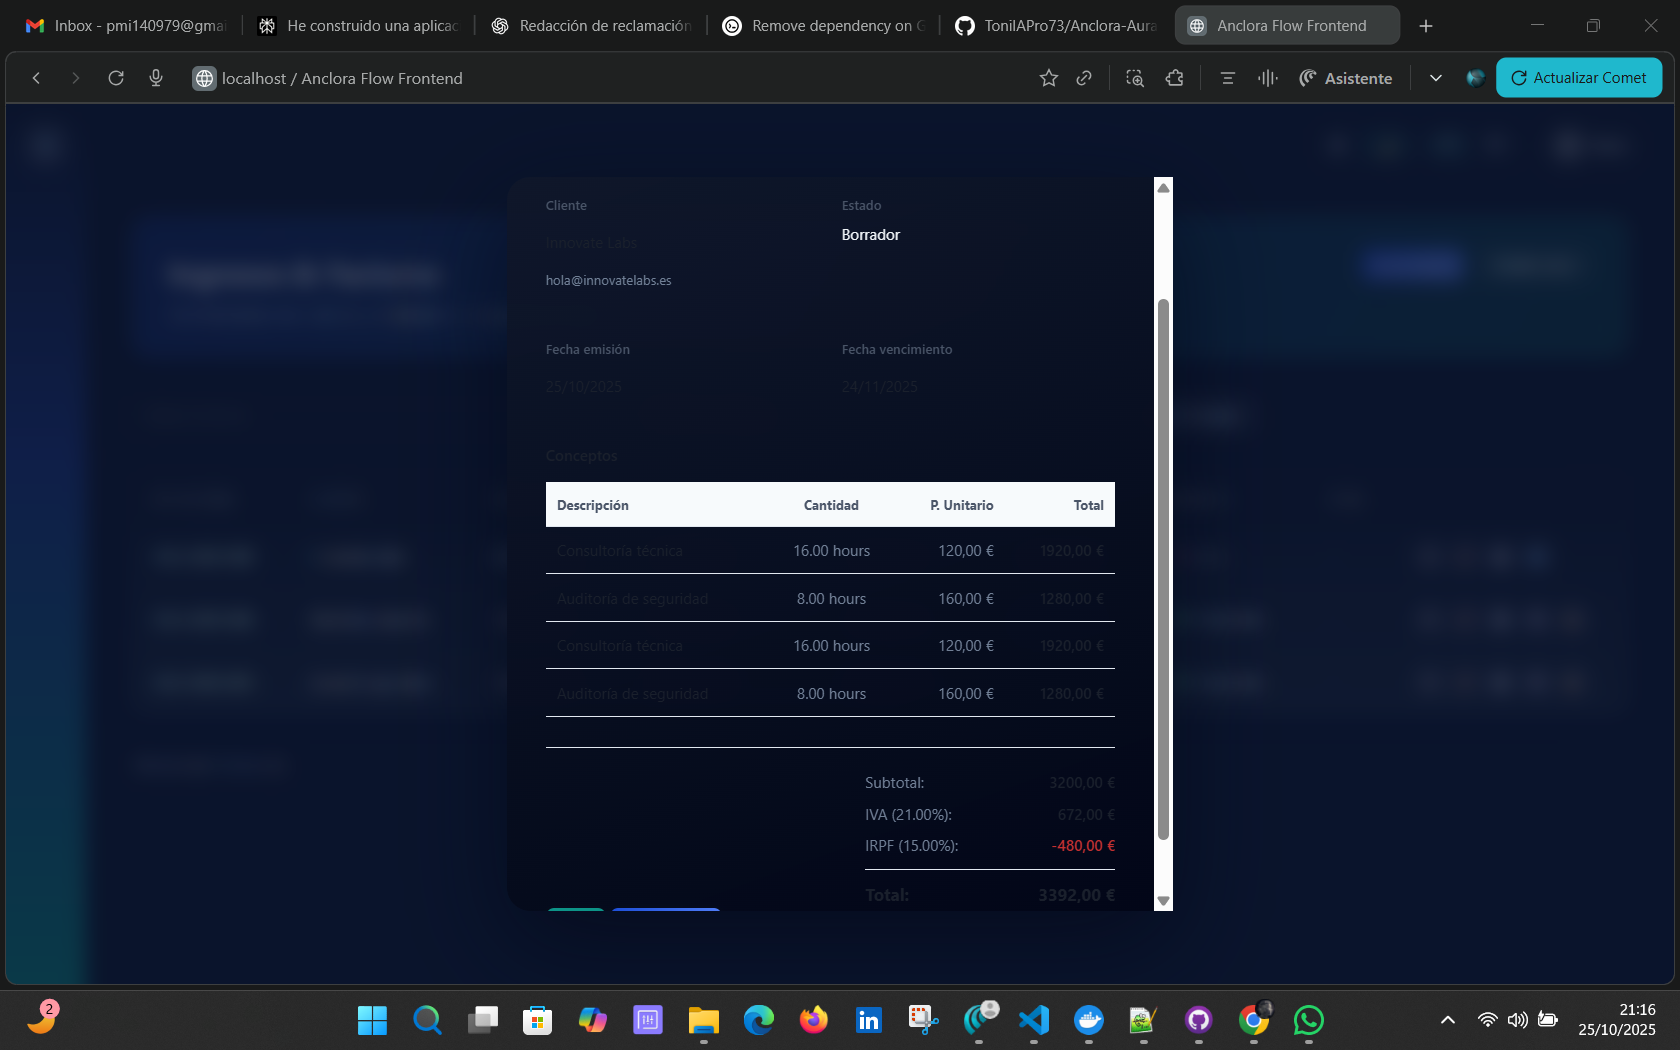 Inbox - pmi140979@gmai
He construido una aplicac
Redacción de reclamación
Remove dependency on G
TonilAPro73/Anclora-Aura
Anclora Flow Frontend
localhost / Anclora Flow Frontend
Asistente
Actualizar Comet
Cliente
Estado
Innovate Labs
Borrador
hola@innovatelabs.es
Fecha emisión
Fecha vencimiento
25/10/2025
24/11/2025
Conceptos
Descripción Cantidad P. Unitario Total
Consultoría técnica 16.00 hours 120,00 € 1920,00 €
Auditoría de seguridad 8.00 hours 160,00 € 1280,00 €
Consultoría técnica 16.00 hours 120,00 € 1920,00 €
Auditoría de seguridad 8.00 hours 160,00 € 1280,00 €
Subtotal: 3200,00 €
IVA (21.00%): 672,00 €
IRPF (15.00%): -480,00 €
Total: 3392,00 €
2
21:16
25/10/2025